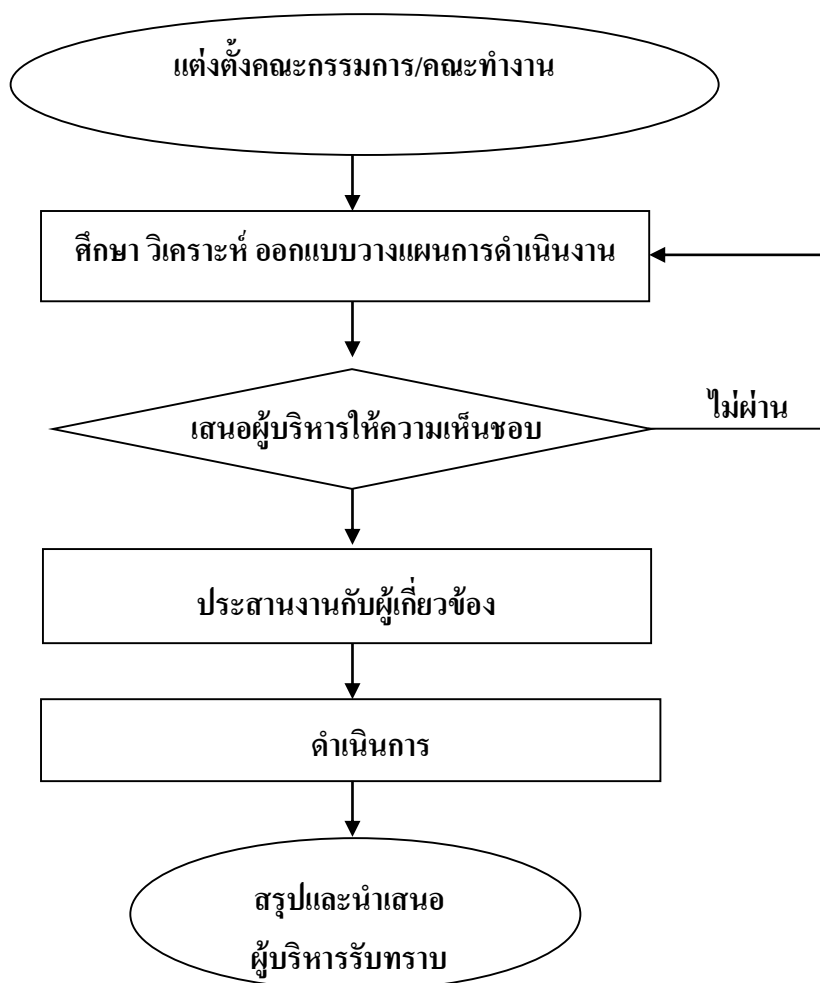 แต่งตั้งคณะกรรมการ/คณะทำงาน
ศึกษา วิเคราะห์ ออกแบบวางแผนการดำเนินงาน
ไม่ผ่าน
เสนอผู้บริหารให้ความเห็นชอบ
ประสานงานกับผู้เกี่ยวข้อง
ดำเนินการ
สรุปและนำเสนอ
ผู้บริหารรับทราบ